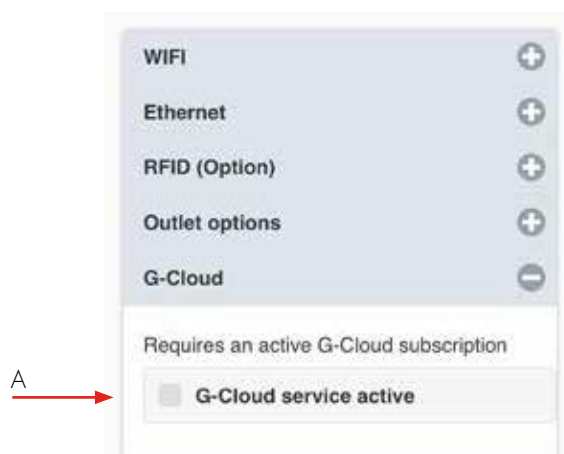 WIFI
Ethernet
RFID (Option)
Outlet options
G-Cloud
Requires an active G-Cloud subscription
A
G-Cloud service active